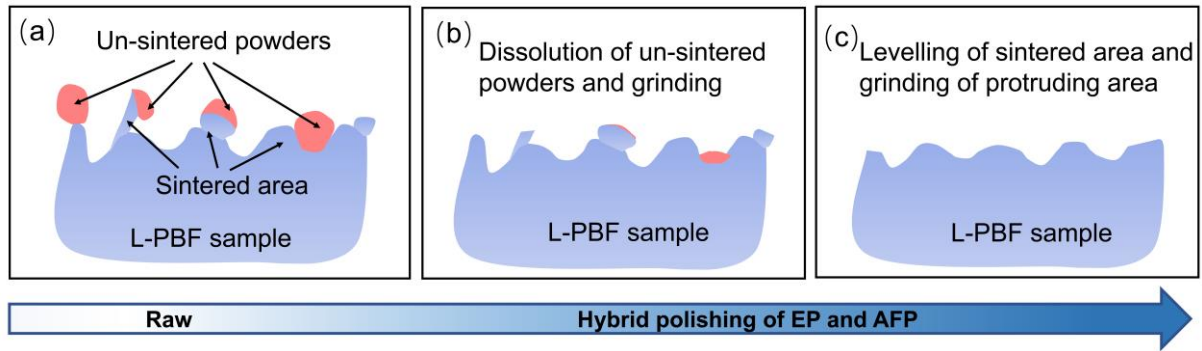 (a)
Un-sintered powders
Sintered area
L-PBF sample
(b)
Dissolution of un-sintered
powders and grinding
L-PBF sample
(c)
Levelling of sintered area and
grinding of protruding area
L-PBF sample
Raw
Hybrid polishing of EP and AFP